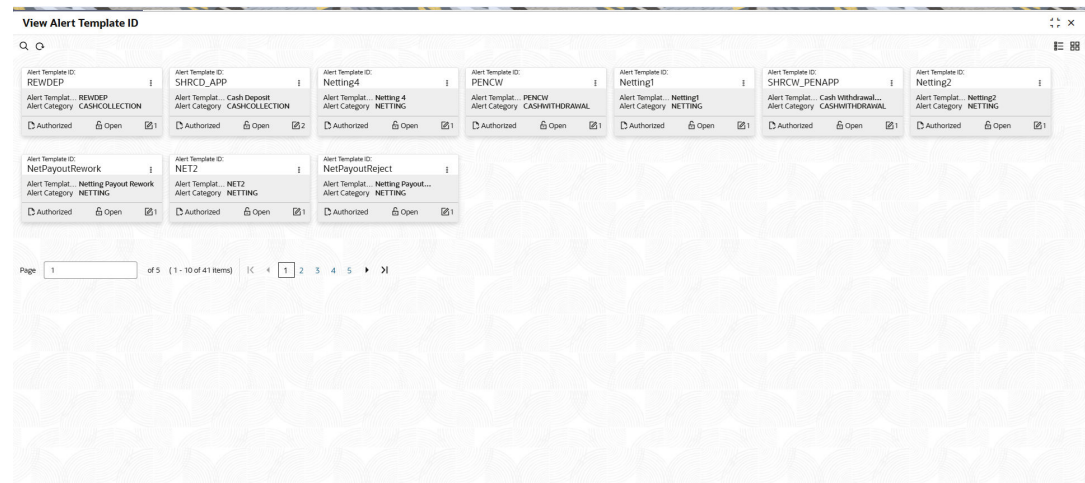 View Alert Template ID
Alert Template ID:
REWDEP
Alert Templat... REWDEP
Alert Category CASHCOLLECTION
Authorized Open 1
Alert Template ID:
SHRCD_APP
Alert Templat... Cash Deposit
Alert Category CASHCOLLECTION
Authorized Open 2
Alert Template ID:
Netting4
Alert Templat... Netting 4
Alert Category NETTING
Authorized Open 1
Alert Template ID:
PENCW
Alert Templat... PENCW
Alert Category CASHWITHDRAWAL
Authorized Open 1
Alert Template ID:
Netting1
Alert Templat... Netting1
Alert Category NETTING
Authorized Open 1
Alert Template ID:
SHRCW_PENAPP
Alert Templat... Cash Withdrawal...
Alert Category CASHWITHDRAWAL
Authorized Open 1
Alert Template ID:
Netting2
Alert Templat... Netting2
Alert Category NETTING
Authorized Open 1
Alert Template ID:
NetPayoutRework
Alert Templat... Netting Payout Rework
Alert Category NETTING
Authorized Open 1
Alert Template ID:
NET2
Alert Templat... NET2
Alert Category NETTING
Authorized Open 1
Alert Template ID:
NetPayoutReject
Alert Templat... Netting Payout...
Alert Category NETTING
Authorized Open 1
Page 1 of 5 ( 1 - 10 of 41 items) 1 2 3 4 5